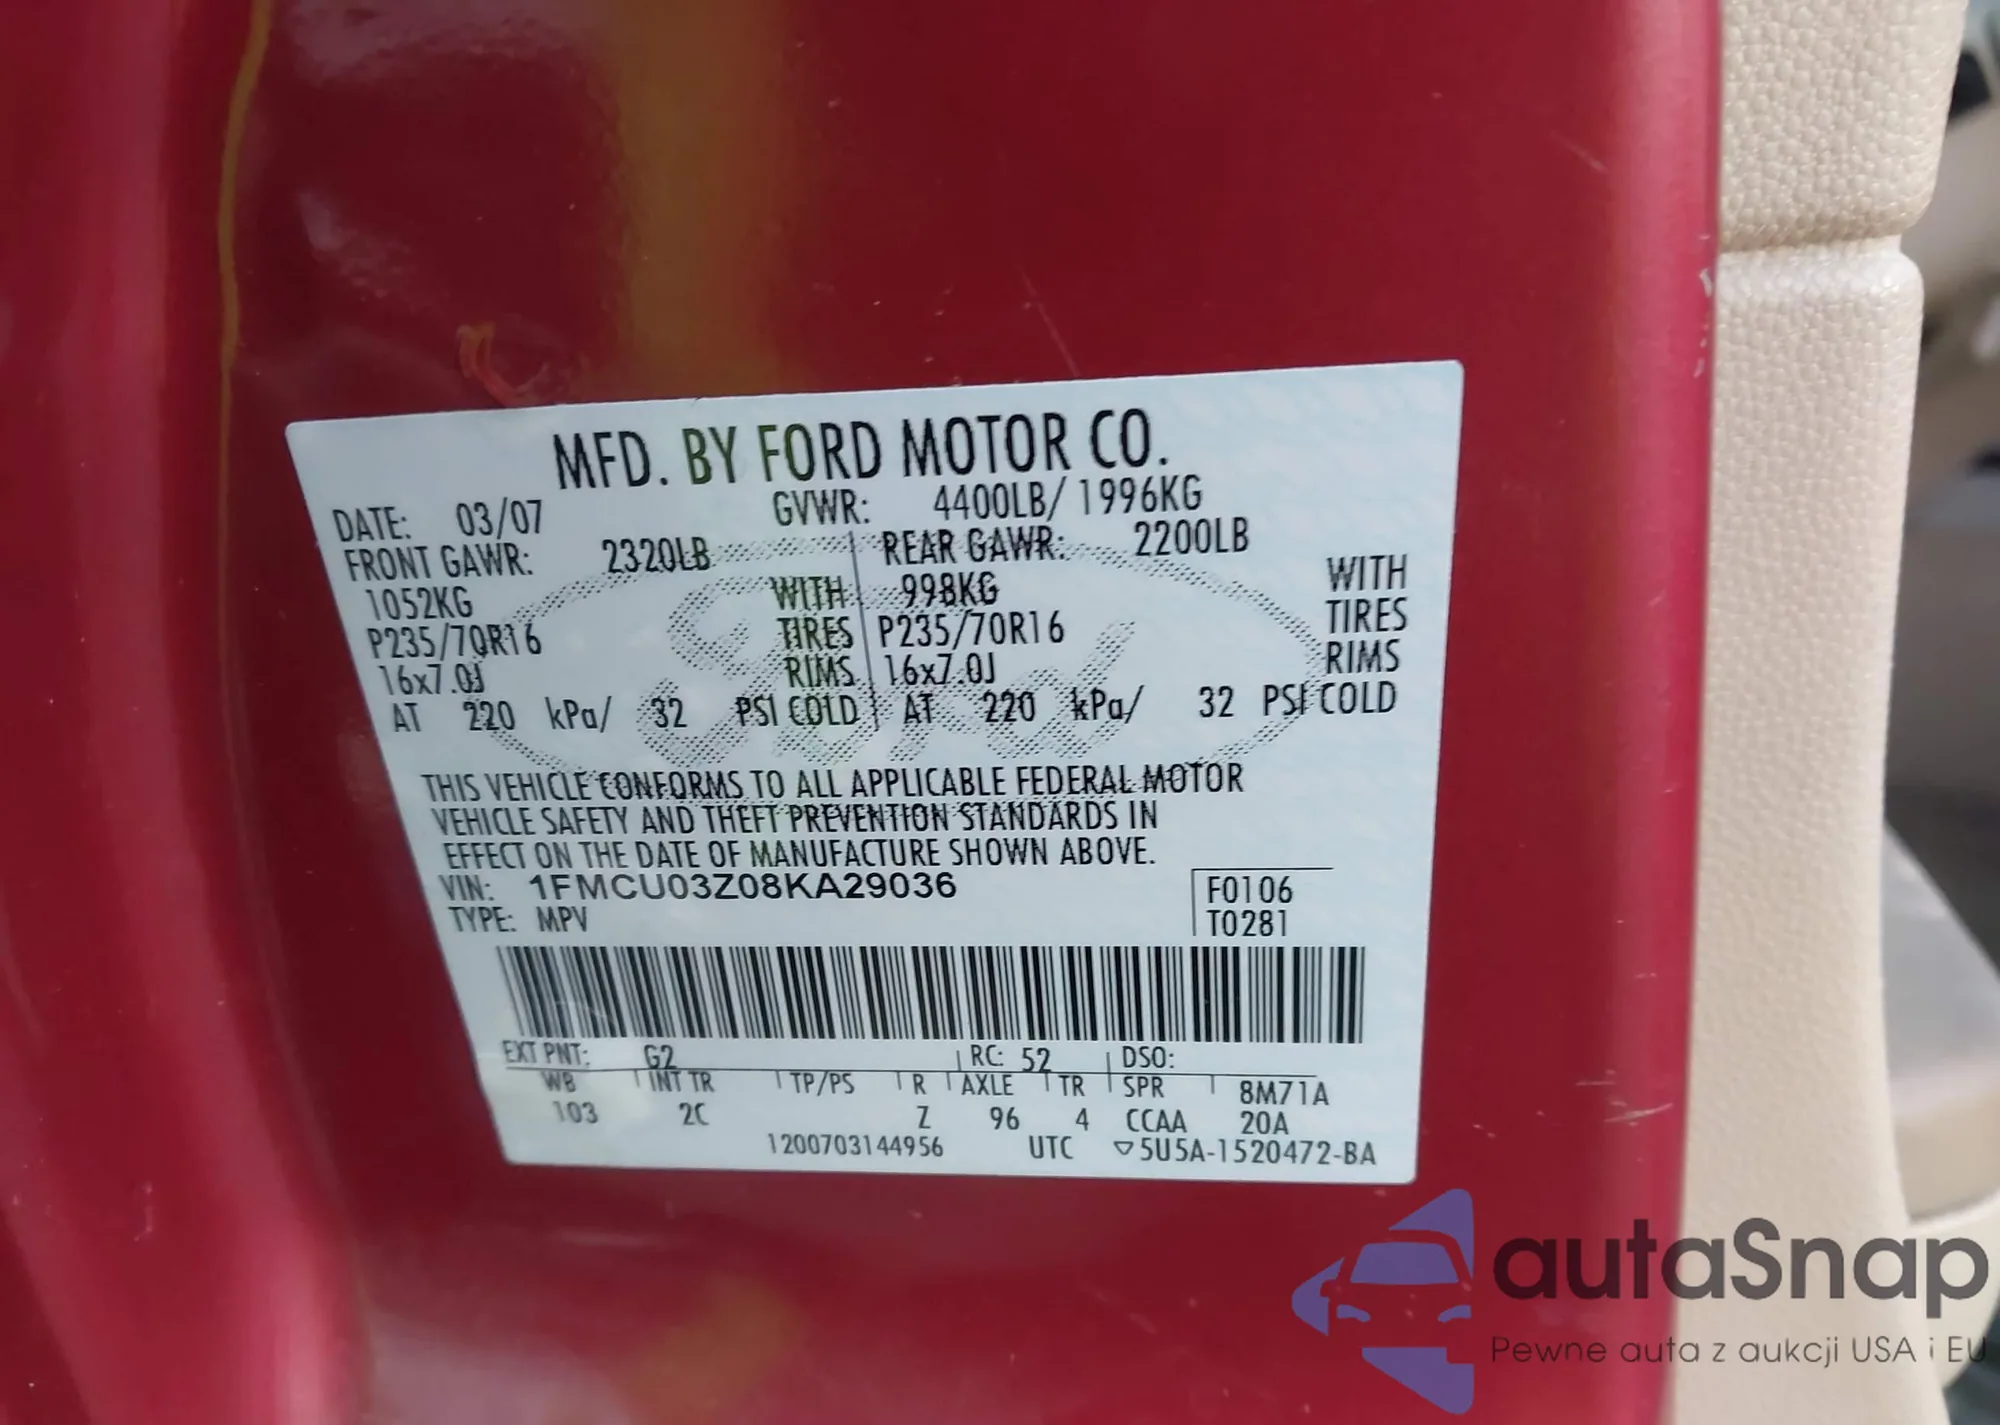 MFD. BY FORD MOTOR CO.
DATE: 03/07 GVWR: 4400LB/ 1996KG
FRONT GAWR: 2320LB REAR GAWR: 2200LB
1052KG WITH 998KG WITH
P235/70R16 TIRES P235/70R16 TIRES
16x7.0J RIMS 16x7.0J RIMS
AT 220 kPa/ 32 PSI COLD AT 220 kPa/ 32 PSI COLD
Ford
THIS VEHICLE CONFORMS TO ALL APPLICABLE FEDERAL MOTOR
VEHICLE SAFETY AND THEFT PREVENTION STANDARDS IN
EFFECT ON THE DATE OF MANUFACTURE SHOWN ABOVE.
VIN: 1FMCU03Z08KA29036 F0106
TYPE: MPV T0281
EXT PNT: G2 RC: 52 DSO:
WB INT TR TP/PS R AXLE TR SPR 8M71A
103 2C Z 96 4 CCAA 20A
1200703144956 UTC ▽5U5A-1520472-BA
autaSnap
Pewne auta z aukcji USA i EU